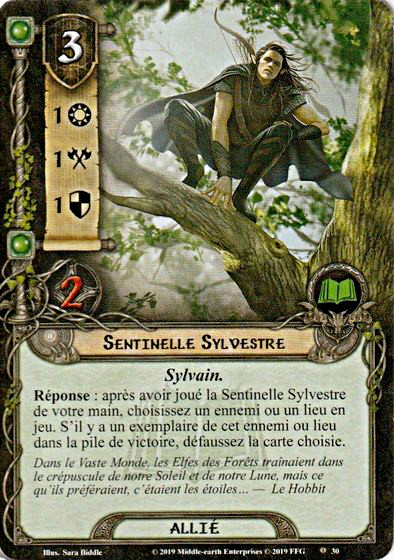 3
1
1
1
2
Sentinelle Sylvestre
Sylvain.
Réponse : après avoir joué la Sentinelle Sylvestre
de votre main, choisissez un ennemi ou un lieu en
jeu. S'il y a un exemplaire de cet ennemi ou lieu
dans la pile de victoire, défaussez la carte choisie.
Dans le Vaste Monde, les Elfes des Forêts traînaient dans
le crépuscule de notre Soleil et de notre Lune, mais ce
qu'ils préféraient, c'étaient les étoiles… — Le Hobbit
Allié
Illus. Sara Biddle © 2019 Middle-earth Enterprises © 2019 FFG 30